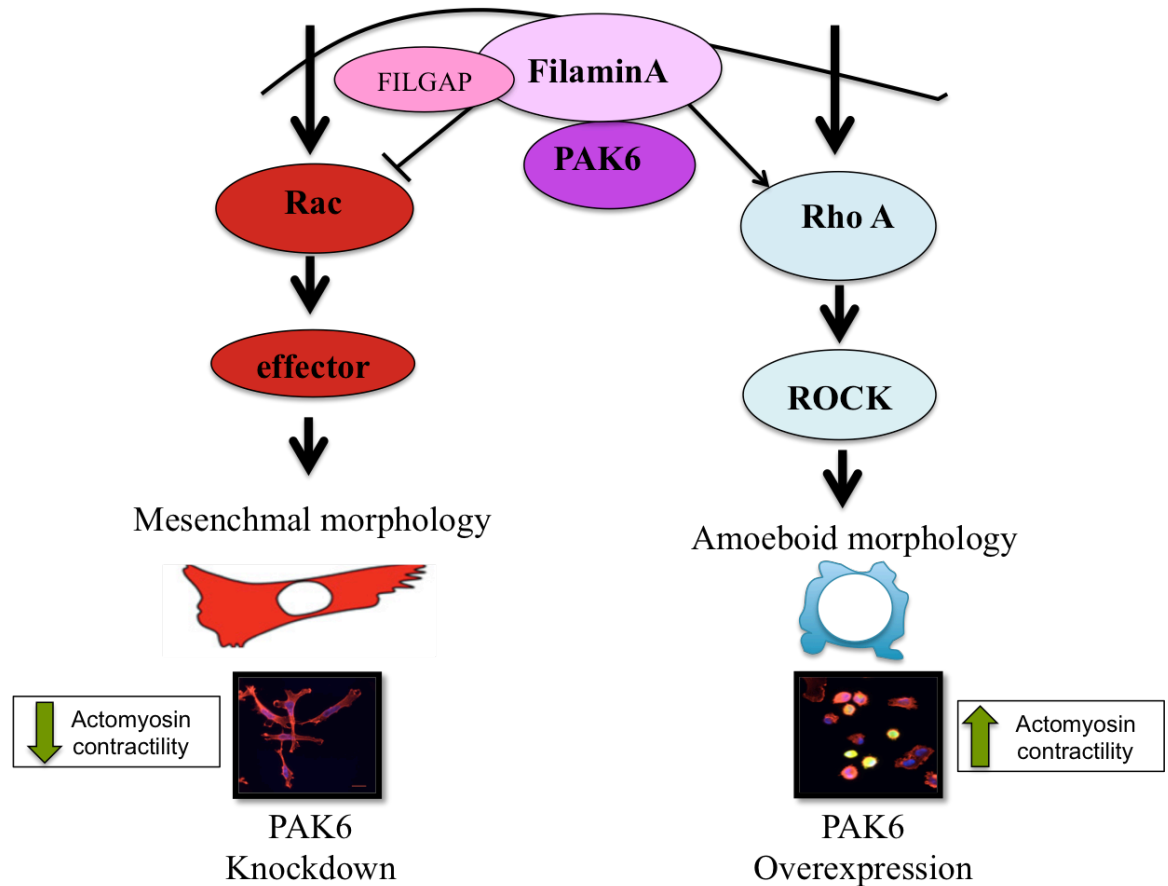 FILGAP
FilaminA
PAK6
Rac
Rho A
effector
ROCK
Mesenchmal morphology
Amoeboid morphology
Actomyosin
contractility
Actomyosin
contractility
PAK6
Knockdown
PAK6
Overexpression